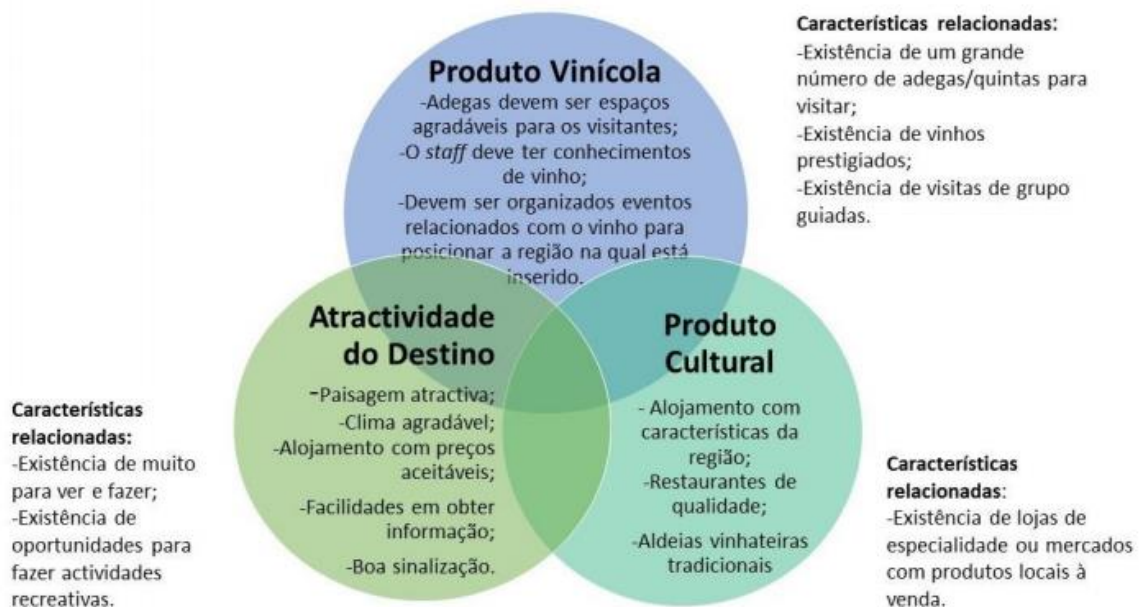 Produto Vinícola
-Adegas devem ser espaços
agradáveis para os visitantes;
-O staff deve ter conhecimentos
de vinho;
-Devem ser organizados eventos
relacionados com o vinho para
posicionar a região na qual está
inserido.
Características relacionadas:
-Existência de um grande
número de adegas/quintas para
visitar;
-Existência de vinhos
prestigiados;
-Existência de visitas de grupo
guiadas.
Atractividade
do Destino
-Paisagem atractiva;
-Clima agradável;
-Alojamento com preços
aceitáveis;
-Facilidades em obter
informação;
-Boa sinalização.
Produto
Cultural
- Alojamento com
características da
região;
-Restaurantes de
qualidade;
-Aldeias vinhateiras
tradicionais
Características
relacionadas:
-Existência de muito
para ver e fazer;
-Existência de
oportunidades para
fazer actividades
recreativas.
Características
relacionadas:
-Existência de lojas de
especialidade ou mercados
com produtos locais à
venda.